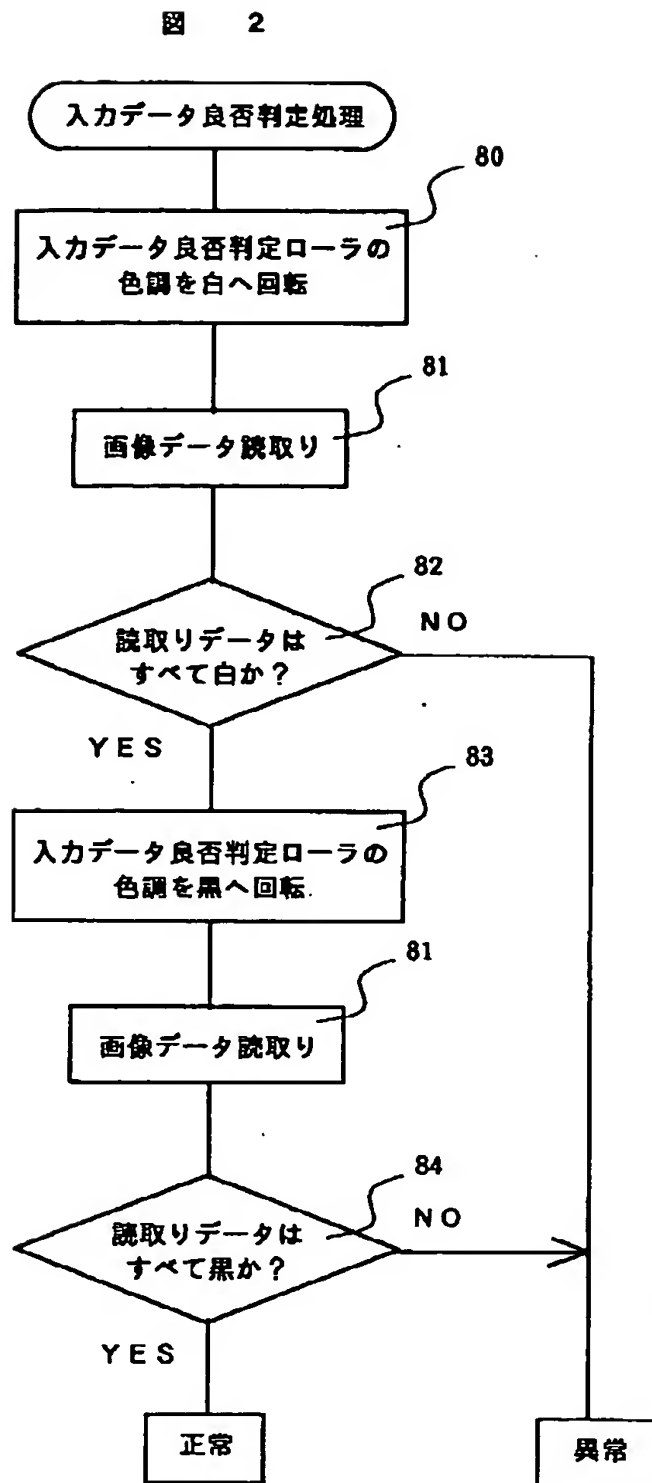 図 2
入力データ良否判定処理
80
入力データ良否判定ローラの
色調を白へ回転
81
画像データ読取り
82
読取りデータは
すべて白か？
NO
YES
83
入力データ良否判定ローラの
色調を黒へ回転
81
画像データ読取り
84
読取りデータは
すべて黒か？
NO
YES
正常
異常